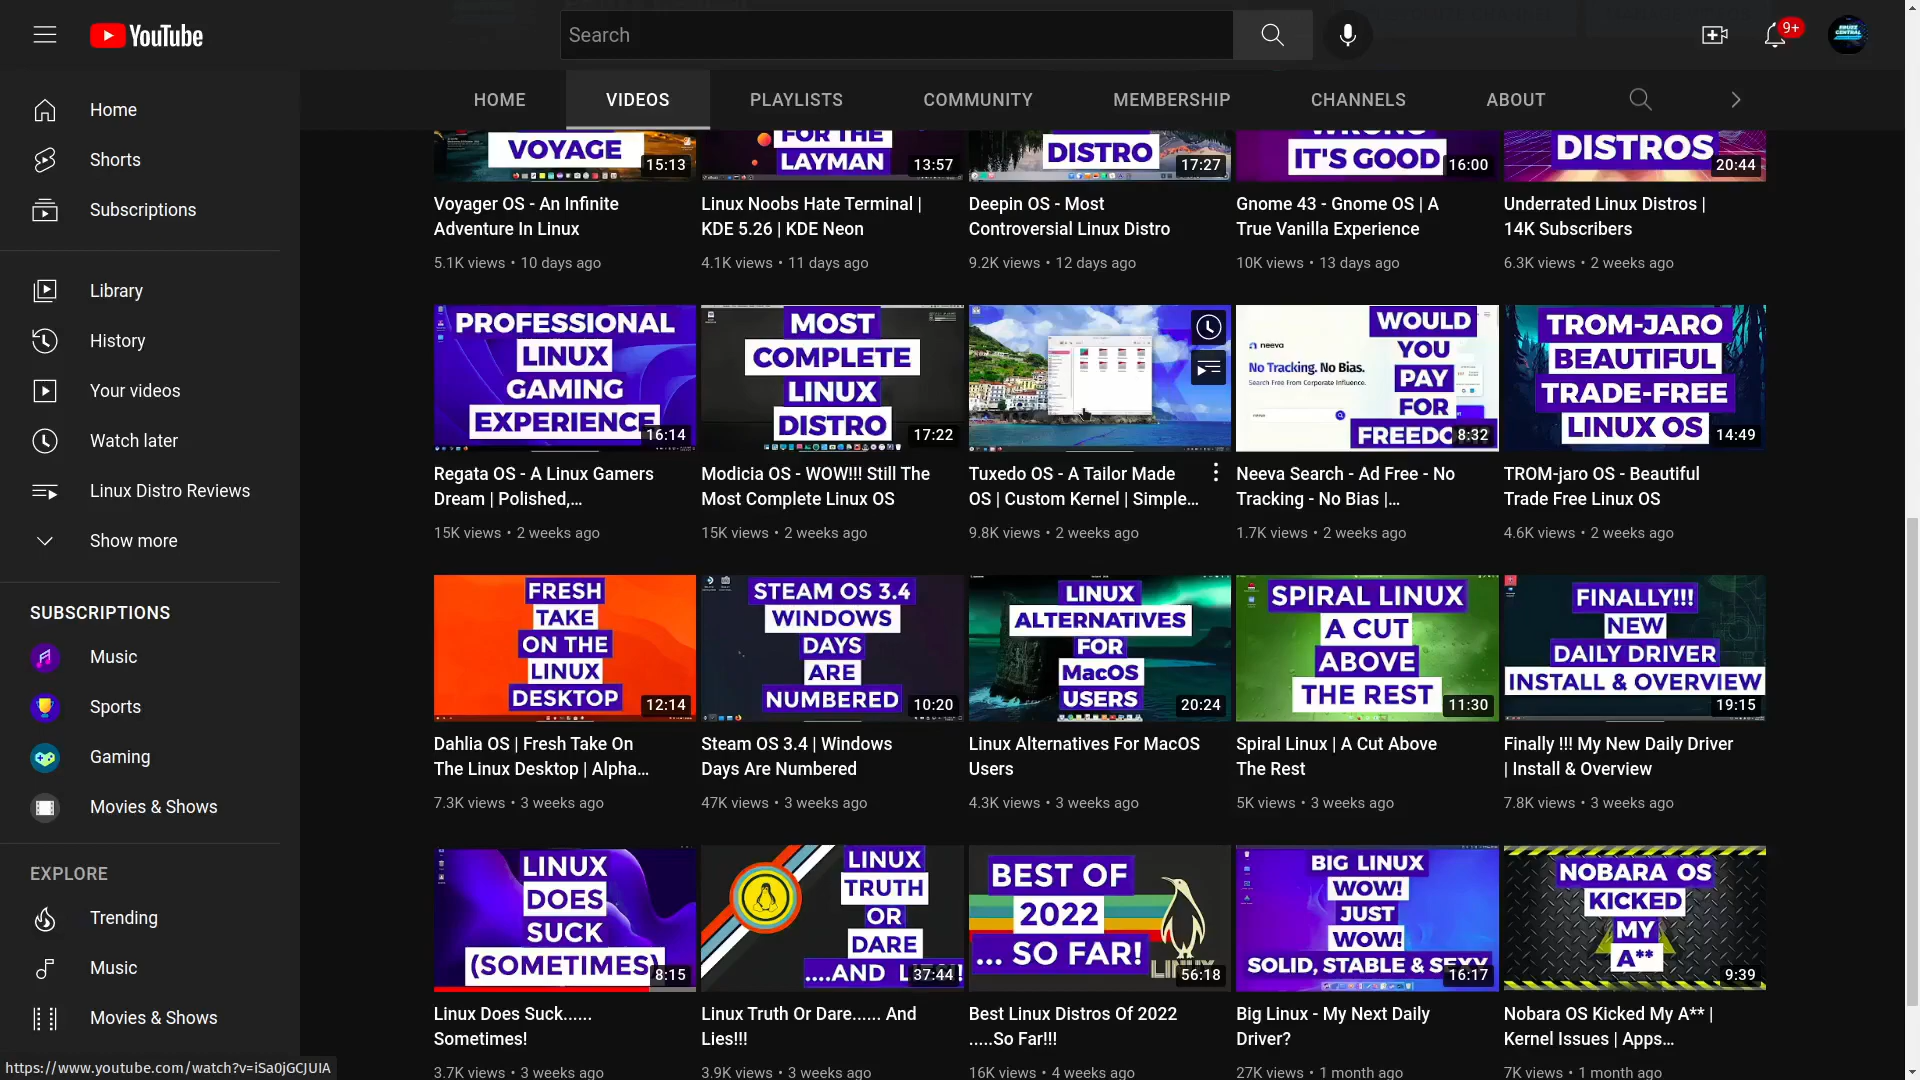 YouTube
Search
9+
HOME
VIDEOS
PLAYLISTS
COMMUNITY
MEMBERSHIP
CHANNELS
ABOUT
Home
Shorts
Subscriptions
Library
History
Your videos
Watch later
Linux Distro Reviews
Show more
SUBSCRIPTIONS
Music
Sports
Gaming
Movies & Shows
EXPLORE
Trending
Music
Movies & Shows
VOYAGE
15:13
Voyager OS - An Infinite
Adventure In Linux
5.1K views • 10 days ago
FOR THE
LAYMAN
13:57
Linux Noobs Hate Terminal |
KDE 5.26 | KDE Neon
4.1K views • 11 days ago
DISTRO
17:27
Deepin OS - Most
Controversial Linux Distro
9.2K views • 12 days ago
WRONG
IT'S GOOD
16:00
Gnome 43 - Gnome OS | A
True Vanilla Experience
10K views • 13 days ago
DISTROS
20:44
Underrated Linux Distros |
14K Subscribers
6.3K views • 2 weeks ago
PROFESSIONAL
LINUX
GAMING
EXPERIENCE
16:14
Regata OS - A Linux Gamers
Dream | Polished,...
15K views • 2 weeks ago
MOST
COMPLETE
LINUX
DISTRO
17:22
Modicia OS - WOW!!! Still The
Most Complete Linux OS
15K views • 2 weeks ago
Tuxedo OS - A Tailor Made
OS | Custom Kernel | Simple...
9.8K views • 2 weeks ago
neeva
No Tracking. No Bias.
Search Free From Corporate Influence.
WOULD
YOU
PAY
FOR
FREEDO
8:32
Neeva Search - Ad Free - No
Tracking - No Bias |...
1.7K views • 2 weeks ago
TROM-JARO
BEAUTIFUL
TRADE-FREE
LINUX OS
14:49
TROM-jaro OS - Beautiful
Trade Free Linux OS
4.6K views • 2 weeks ago
FRESH
TAKE
ON THE
LINUX
DESKTOP
12:14
Dahlia OS | Fresh Take On
The Linux Desktop | Alpha...
7.3K views • 3 weeks ago
STEAM OS 3.4
WINDOWS
DAYS
ARE
NUMBERED
10:20
Steam OS 3.4 | Windows
Days Are Numbered
47K views • 3 weeks ago
LINUX
ALTERNATIVES
FOR
MacOS
USERS
20:24
Linux Alternatives For MacOS
Users
4.3K views • 3 weeks ago
SPIRAL LINUX
A CUT
ABOVE
THE REST
11:30
Spiral Linux | A Cut Above
The Rest
5K views • 3 weeks ago
FINALLY!!!
NEW
DAILY DRIVER
INSTALL & OVERVIEW
19:15
Finally !!! My New Daily Driver
| Install & Overview
7.8K views • 3 weeks ago
LINUX
DOES
SUCK
(SOMETIMES)
8:15
Linux Does Suck......
Sometimes!
3.7K views • 3 weeks ago
LINUX
TRUTH
OR
DARE
....AND LIES!
37:44
Linux Truth Or Dare...... And
Lies!!!
3.9K views • 3 weeks ago
BEST OF
2022
... SO FAR!
LINUX
56:18
Best Linux Distros Of 2022
.....So Far!!!
16K views • 4 weeks ago
BIG LINUX
WOW!
JUST
WOW!
SOLID, STABLE & SEXY
16:17
Big Linux - My Next Daily
Driver?
27K views • 1 month ago
NOBARA OS
KICKED
MY
A**
9:39
Nobara OS Kicked My A** |
Kernel Issues | Apps...
7K views • 1 month ago
https://www.youtube.com/watch?v=iSa0jGCJUIA